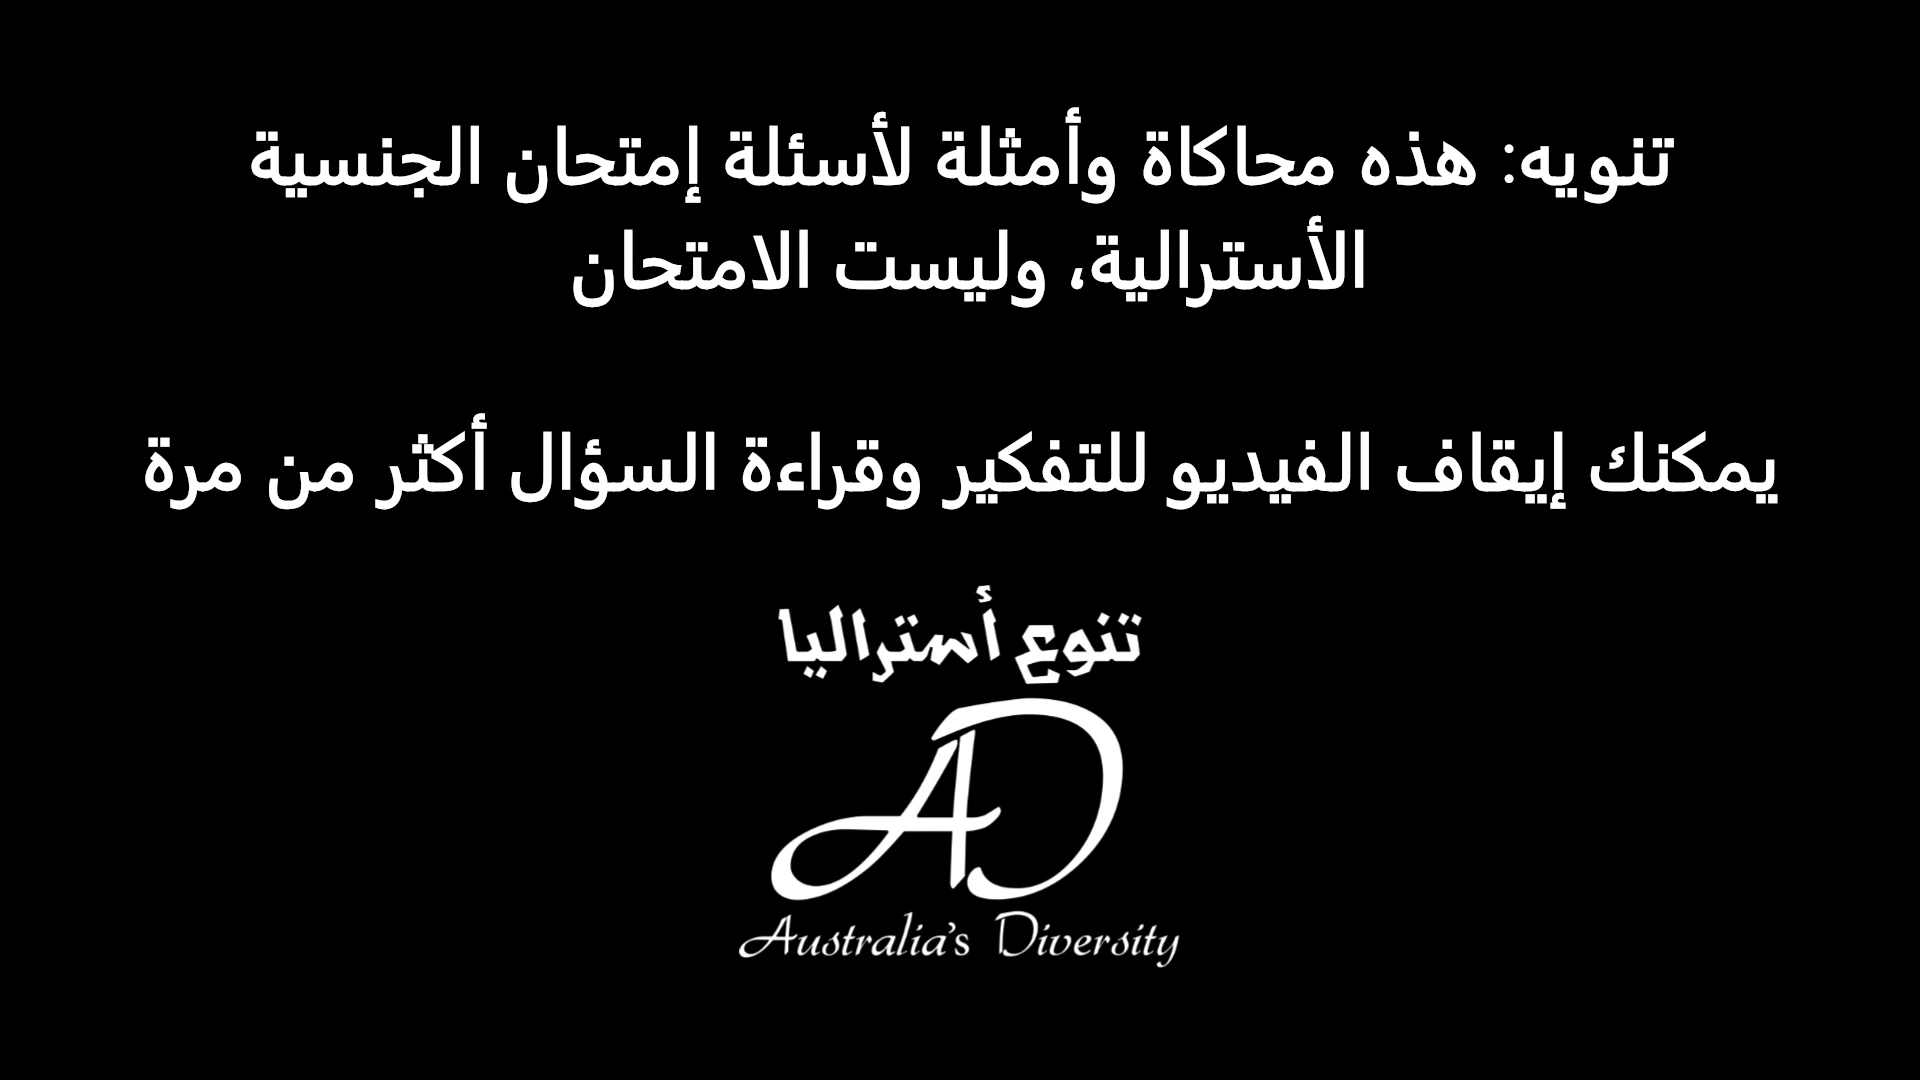 تنويه: هذه محاكاة وأمثلة لأسئلة إمتحان الجنسية
الأسترالية، وليست الامتحان
يمكنك إيقاف الفيديو للتفكير وقراءة السؤال أكثر من مرة
تنوع أستراليا
AD
Australia's Diversity